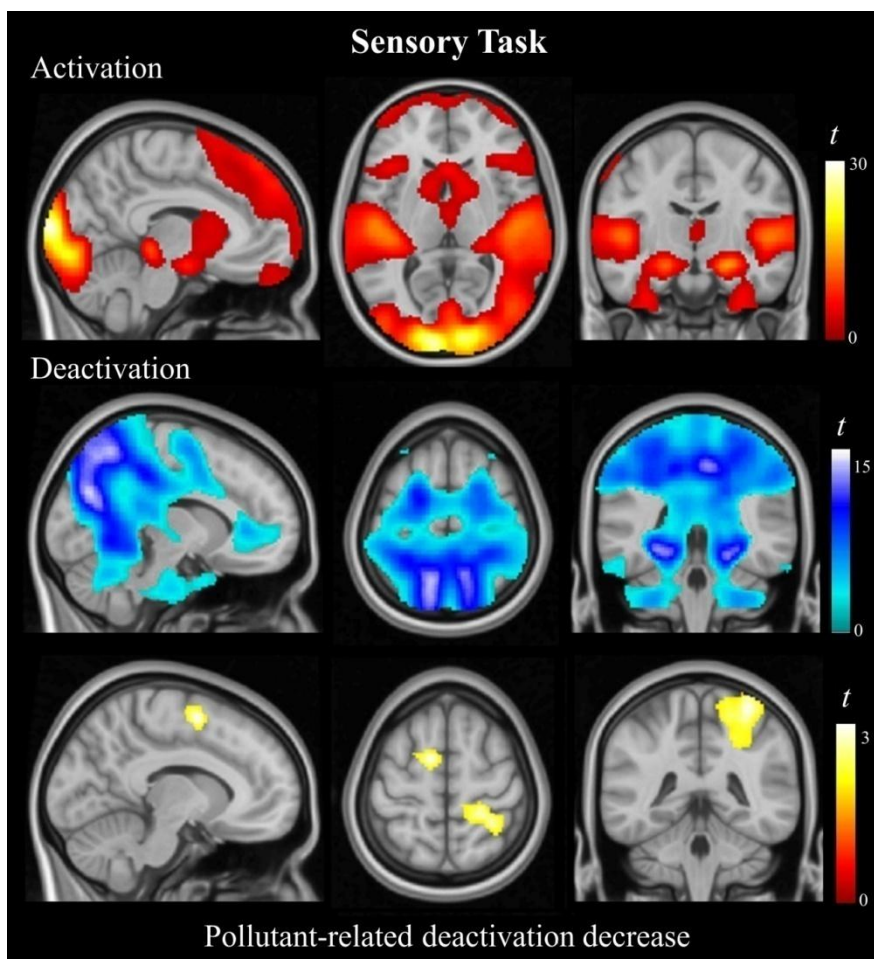 Sensory Task
Activation
t
30
0
Deactivation
t
15
0
t
3
0
Pollutant-related deactivation decrease